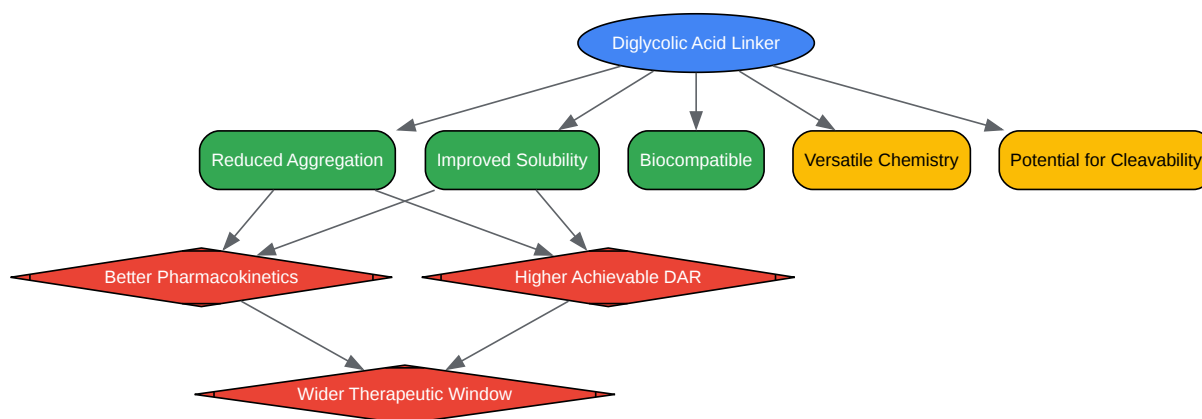 Diglycolic Acid Linker
Reduced Aggregation
Improved Solubility
Biocompatible
Versatile Chemistry
Potential for Cleavability
Better Pharmacokinetics
Higher Achievable DAR
Wider Therapeutic Window